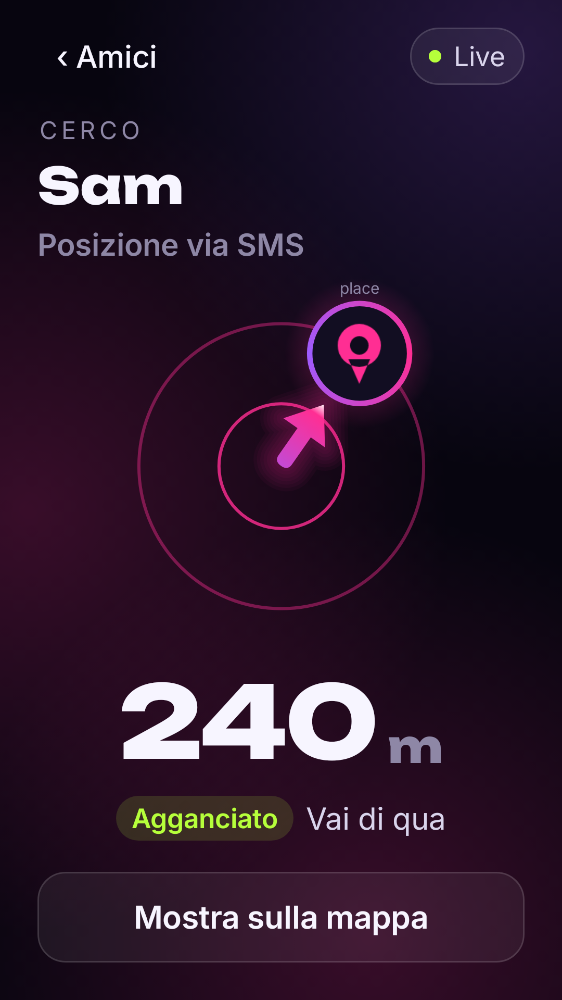 ‹ Amici
Live
CERCO
Sam
Posizione via SMS
place
240 m
Agganciato Vai di qua
Mostra sulla mappa